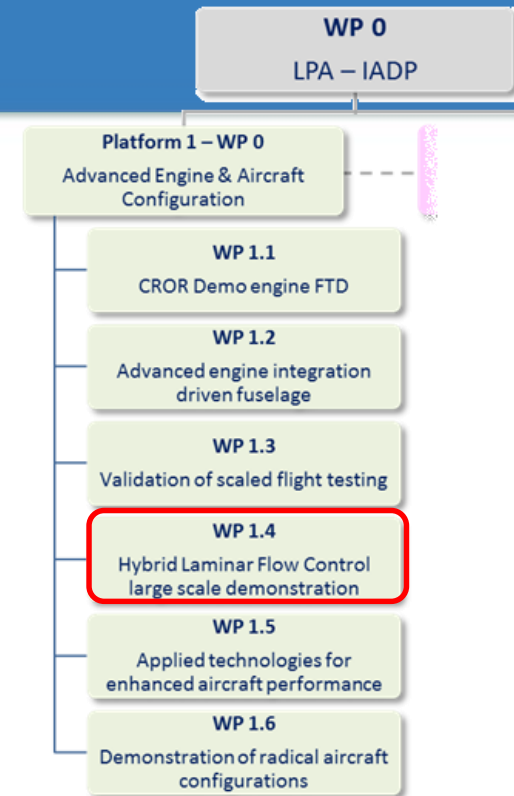 WP 0
LPA – IADP
Platform 1 – WP 0
Advanced Engine & Aircraft
Configuration
WP 1.1
CROR Demo engine FTD
WP 1.2
Advanced engine integration
driven fuselage
WP 1.3
Validation of scaled flight testing
WP 1.4
Hybrid Laminar Flow Control
large scale demonstration
WP 1.5
Applied technologies for
enhanced aircraft performance
WP 1.6
Demonstration of radical aircraft
configurations